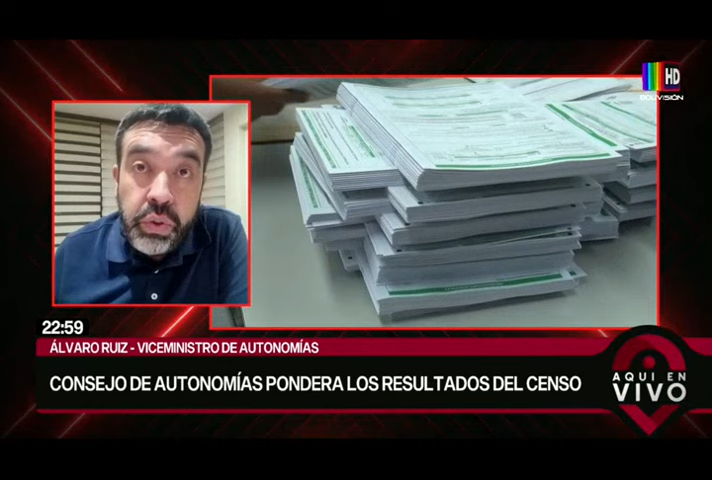 HD
BOLIVISIÓN
22:59
ÁLVARO RUIZ - VICEMINISTRO DE AUTONOMÍAS
CONSEJO DE AUTONOMÍAS PONDERA LOS RESULTADOS DEL CENSO
AQUI EN
VIVO